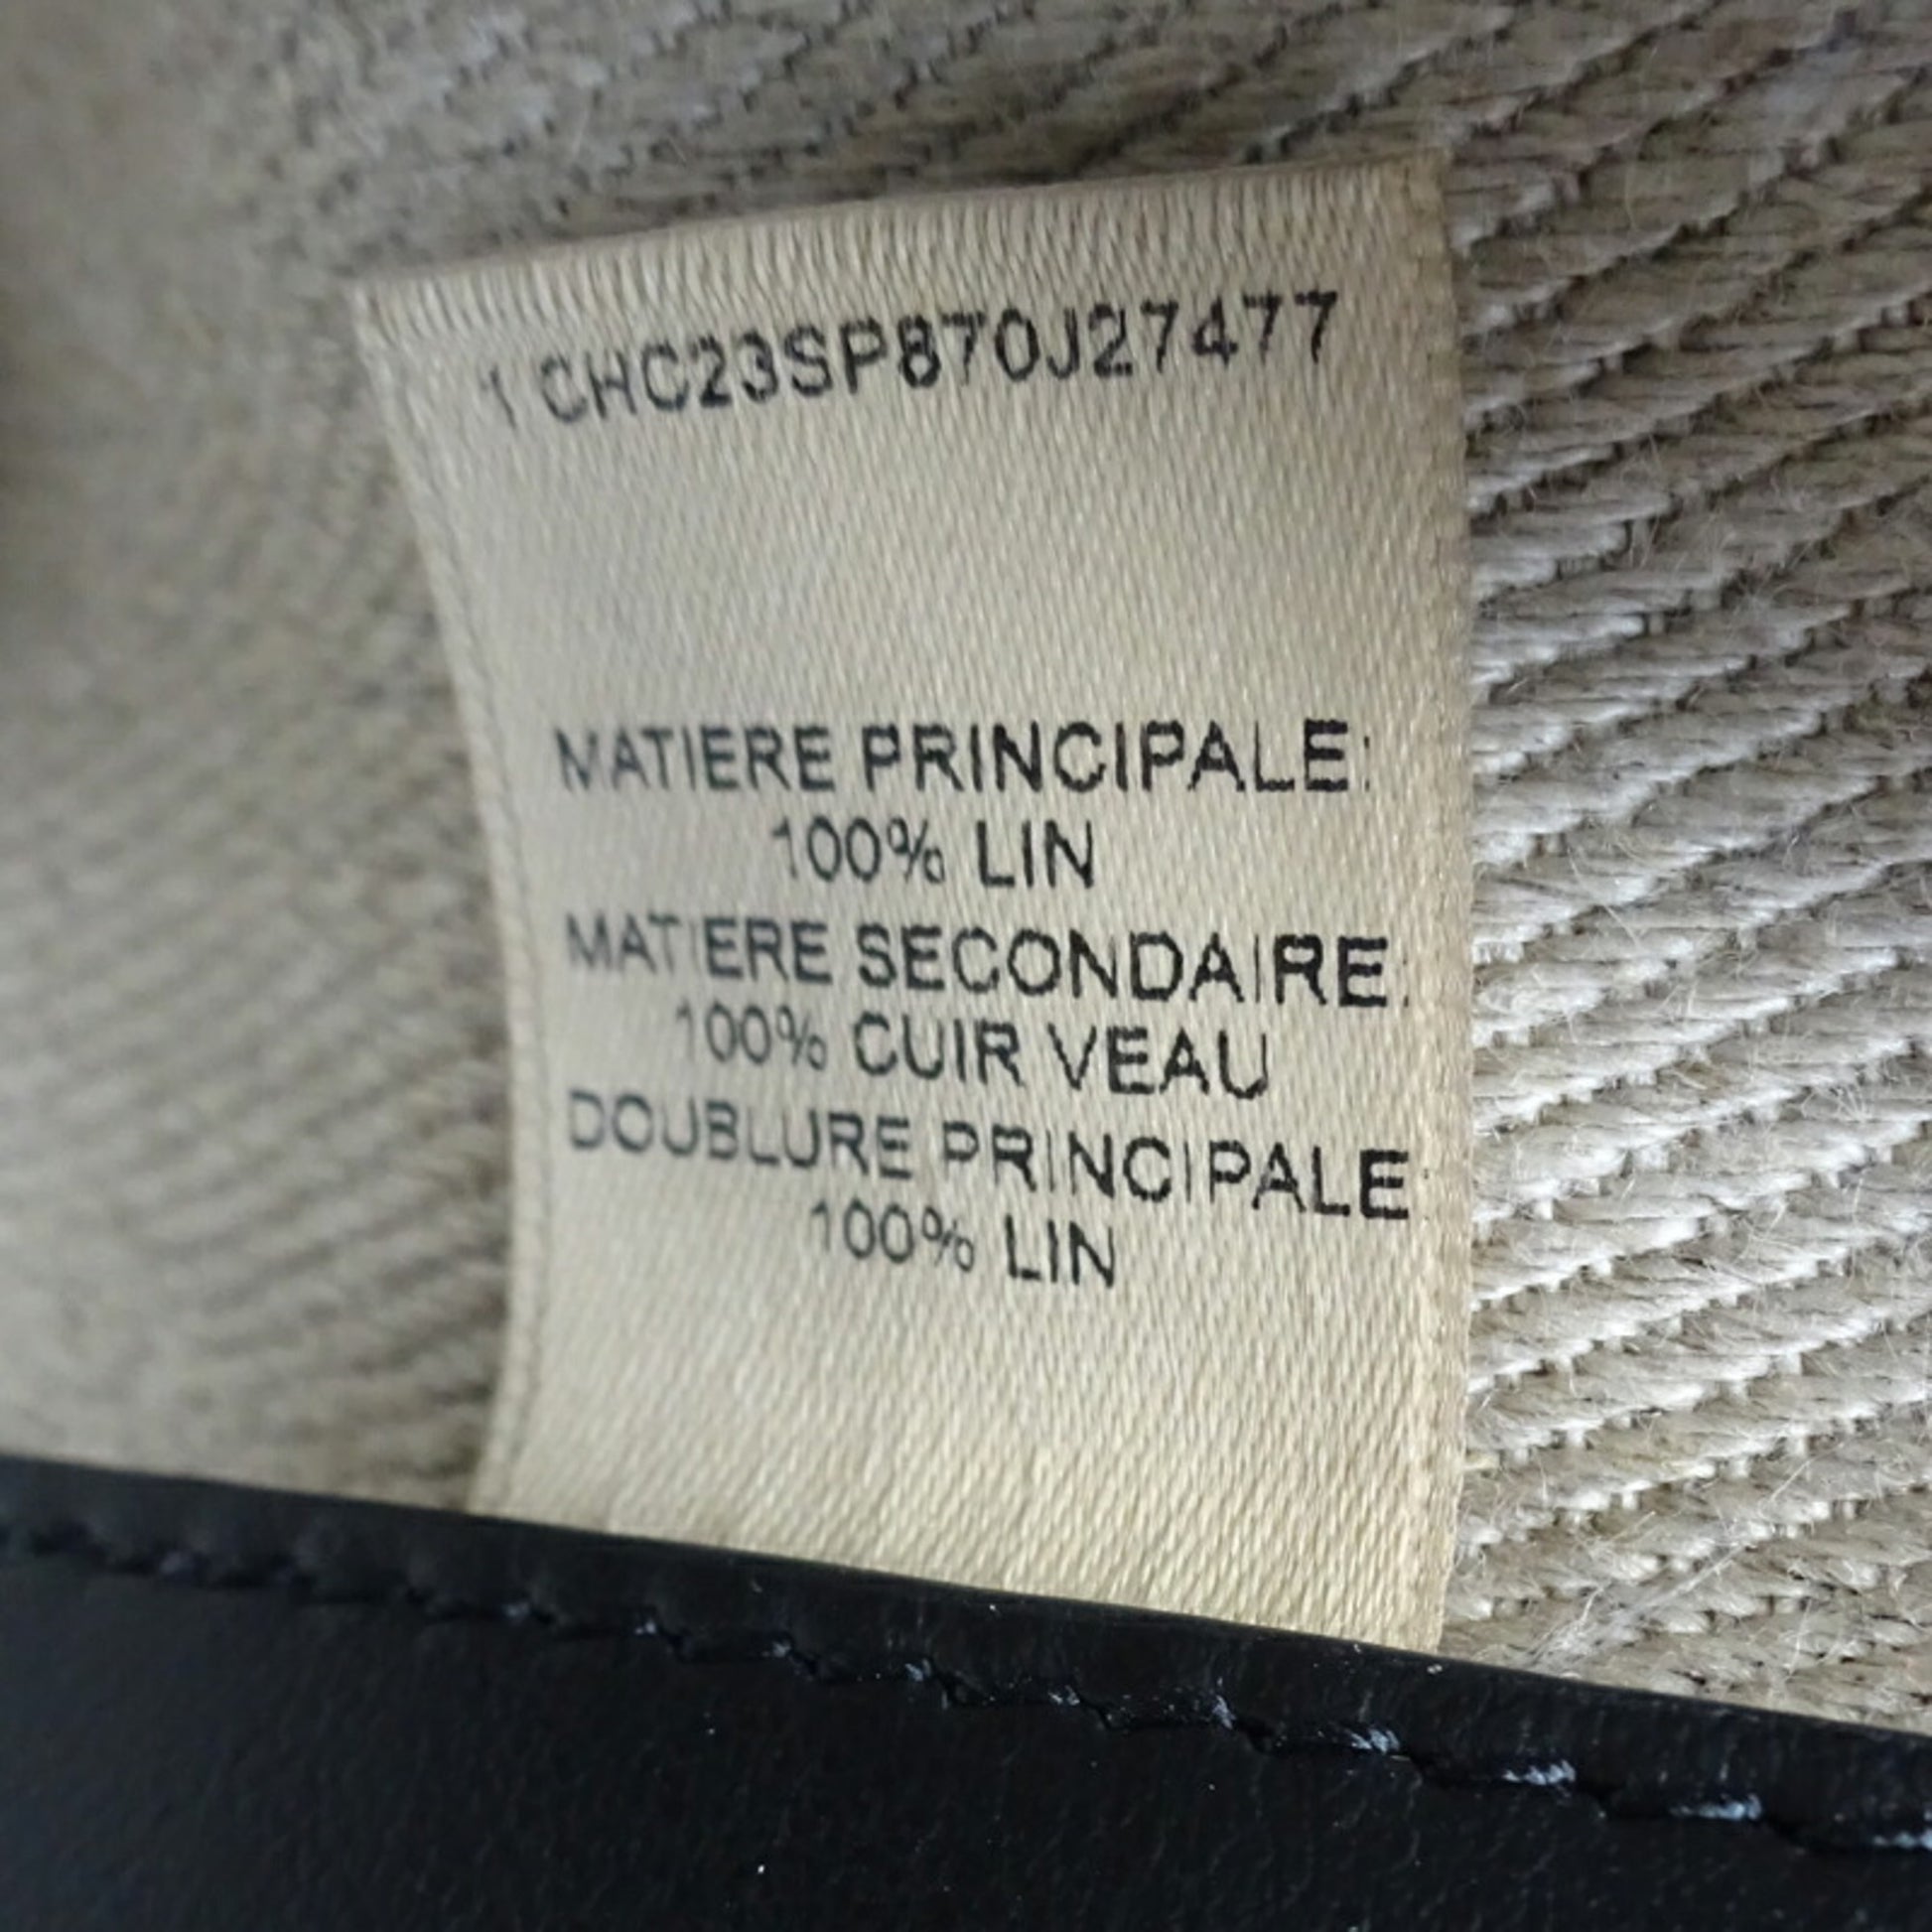 1 CHC23SP870J27477
MATIERE PRINCIPALE:
100% LIN
MATIERE SECONDAIRE:
100% CUIR VEAU
DOUBLURE PRINCIPALE:
100% LIN